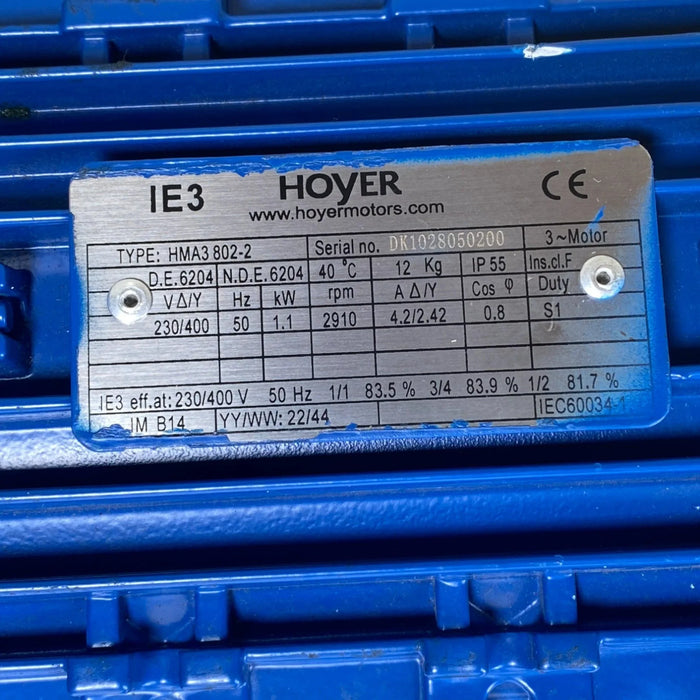 IE3 HOYER CE
www.hoyermotors.com
TYPE: HMA3 802-2 Serial no. DK1028050200 3~Motor
D.E.6204 N.D.E.6204 40 °C 12 Kg IP 55 Ins.cl.F
V Δ/Y Hz kW rpm A Δ/Y Cos φ Duty
230/400 50 1.1 2910 4.2/2.42 0.8 S1
IE3 eff.at: 230/400 V 50 Hz 1/1 83.5 % 3/4 83.9 % 1/2 81.7 %
IM B14 YY/WW: 22/44 IEC60034-1